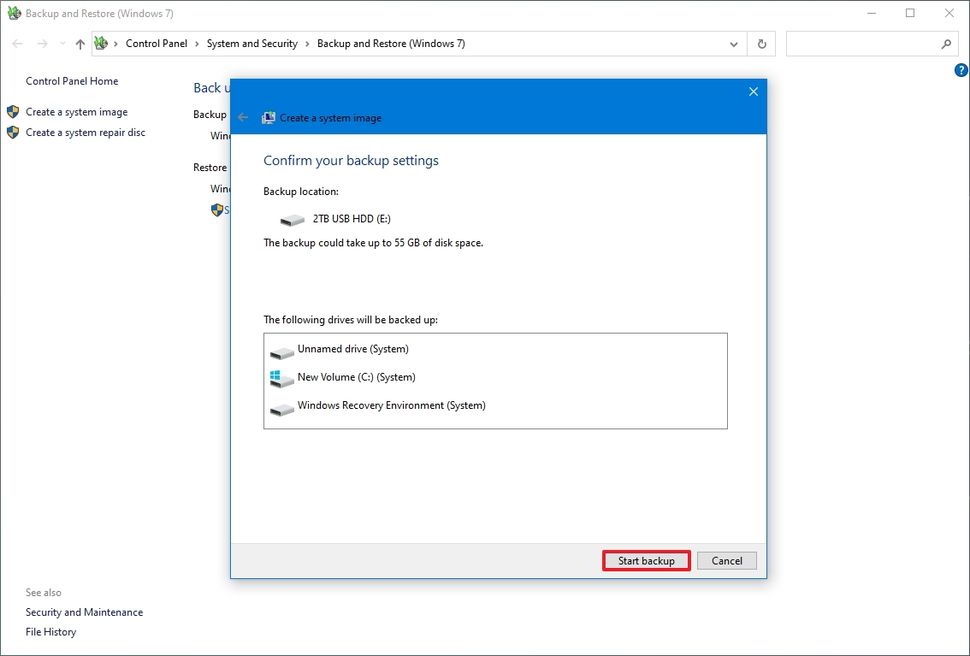 Backup and Restore (Windows 7)
Control Panel › System and Security › Backup and Restore (Windows 7)
Control Panel Home
Create a system image
Create a system repair disc
Back u
Backup
Win
Restore
Win
S
Create a system image
Confirm your backup settings
Backup location:
2TB USB HDD (E:)
The backup could take up to 55 GB of disk space.
The following drives will be backed up:
Unnamed drive (System)
New Volume (C:) (System)
Windows Recovery Environment (System)
Start backup
Cancel
See also
Security and Maintenance
File History